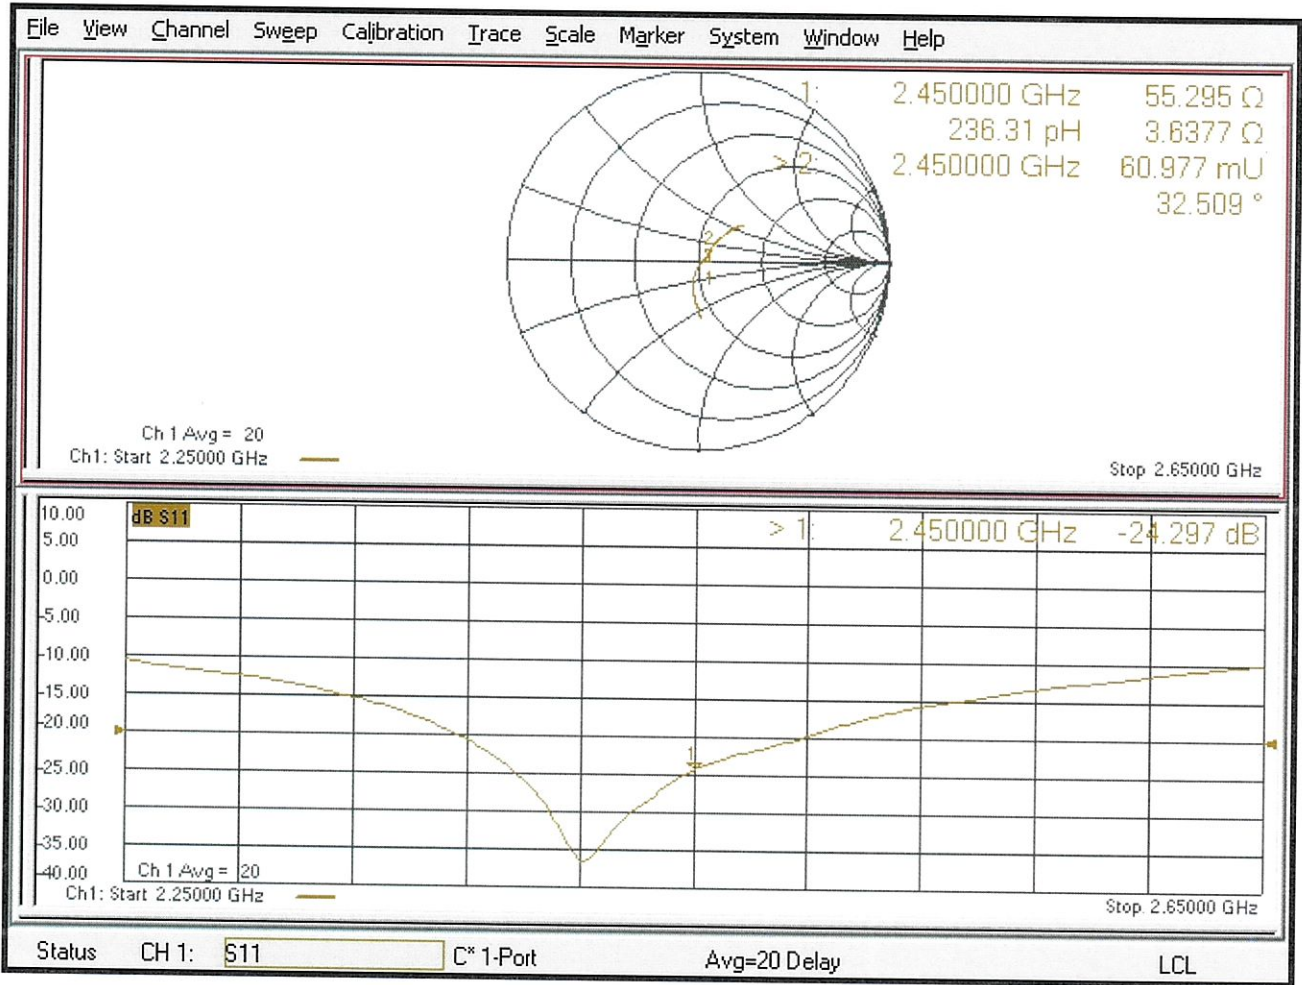 File View Channel Sweep Calibration Trace Scale Marker System Window Help
1: 2.450000 GHz 55.295 Ω
236.31 pH 3.6377 Ω
> 2: 2.450000 GHz 60.977 mU
32.509 °
2
1
Ch 1 Avg = 20
Ch1: Start 2.25000 GHz
Stop 2.65000 GHz
10.00
dB S11
> 1: 2.450000 GHz -24.297 dB
5.00
0.00
-5.00
-10.00
-15.00
-20.00
1
-25.00
-30.00
-35.00
-40.00
Ch 1 Avg = 20
Ch1: Start 2.25000 GHz
Stop 2.65000 GHz
Status CH 1: S11 C* 1-Port Avg=20 Delay LCL